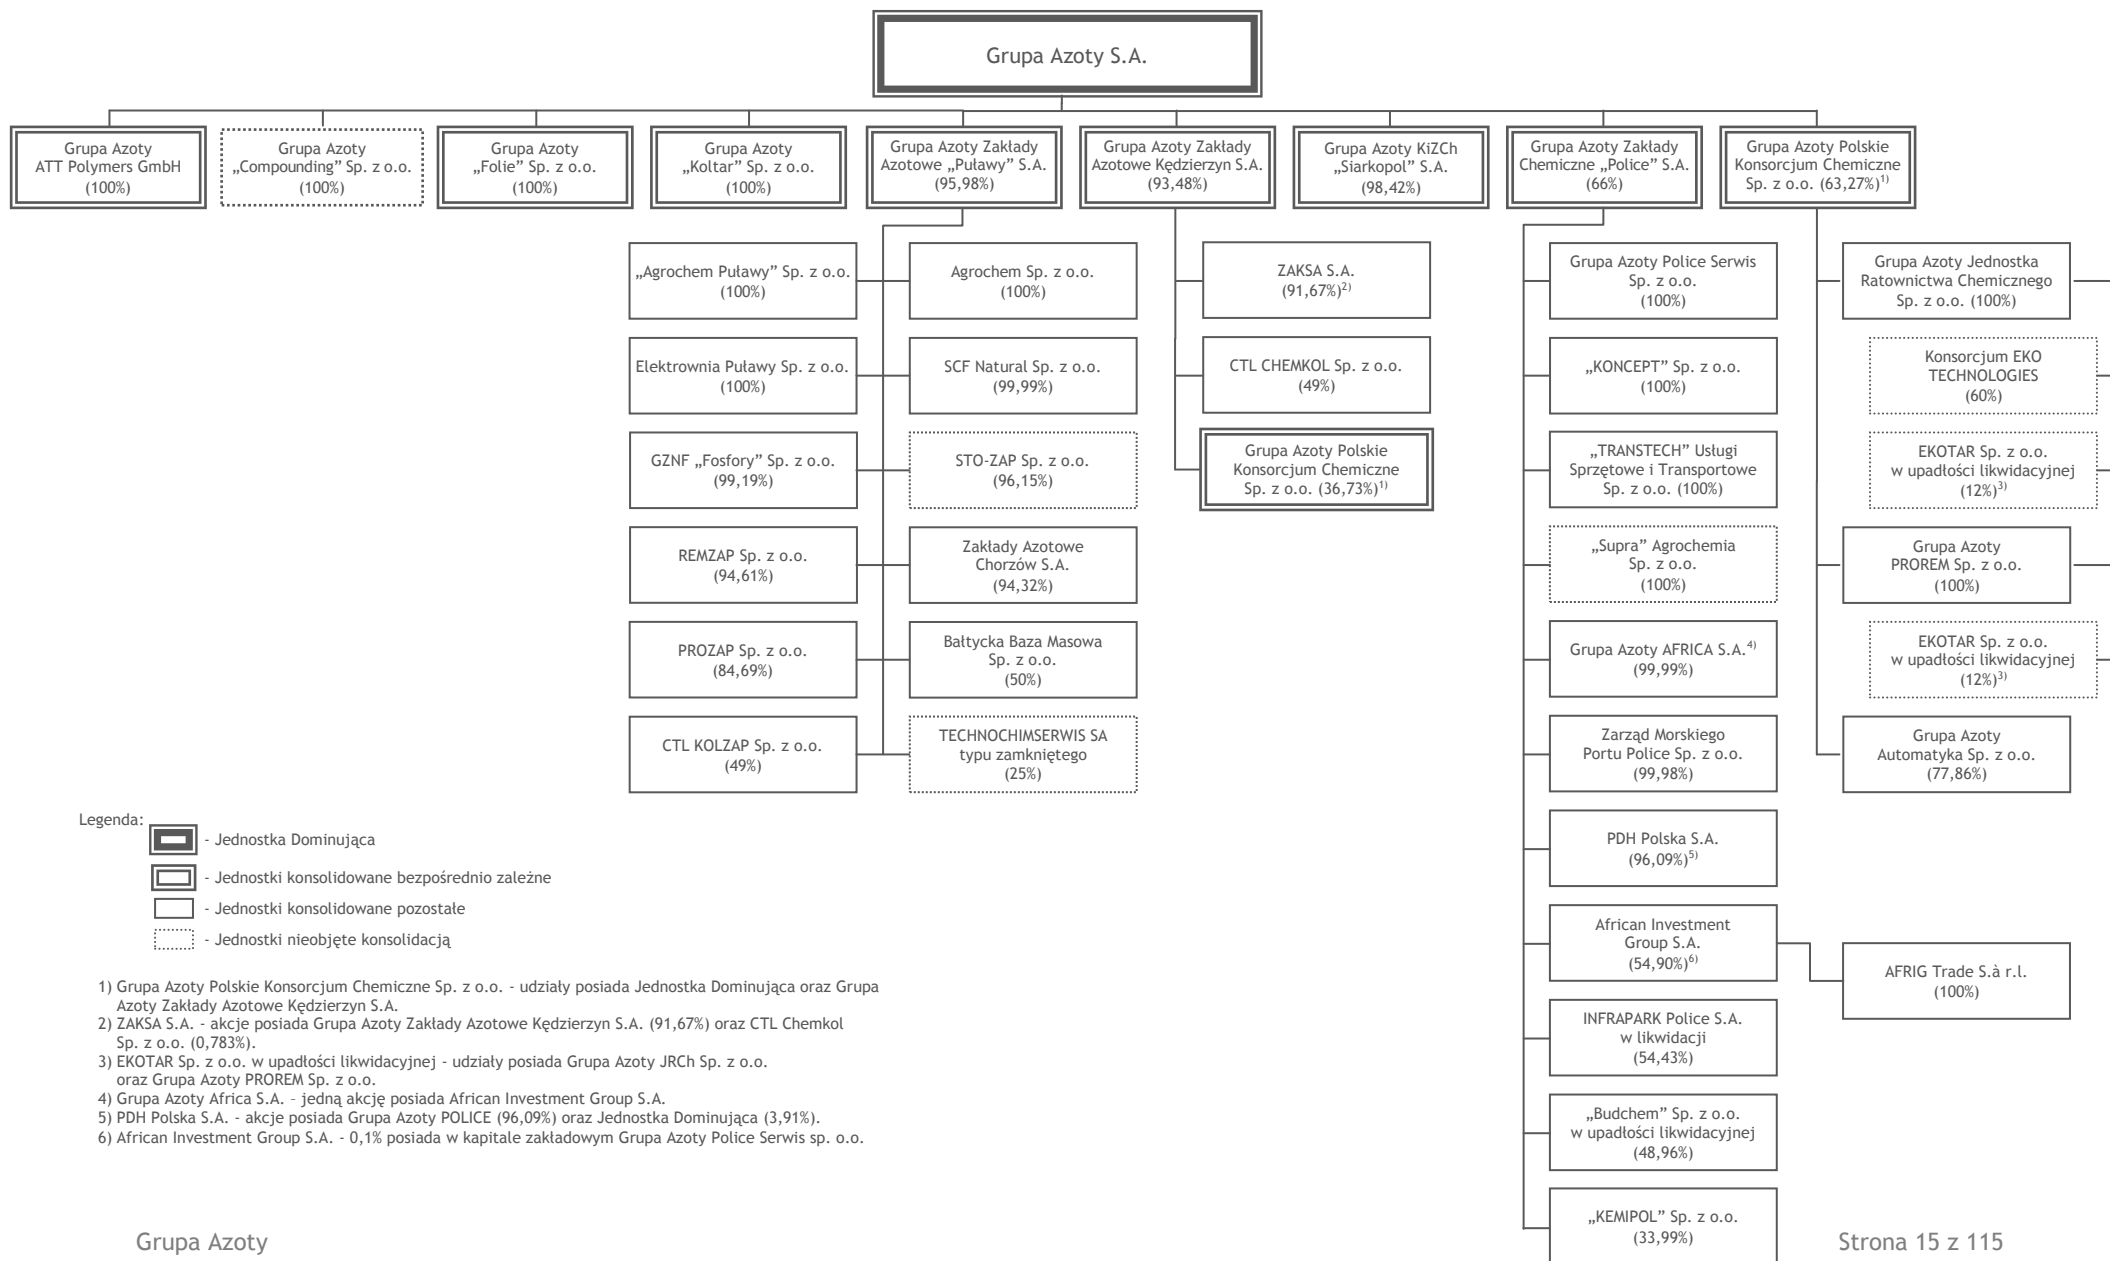 Grupa Azoty S.A.
Grupa Azoty
ATT Polymers GmbH
(100%)
Grupa Azoty
„Compounding” Sp. z o.o.
(100%)
Grupa Azoty
„Folie” Sp. z o.o.
(100%)
Grupa Azoty
„Koltar” Sp. z o.o.
(100%)
Grupa Azoty Zakłady
Azotowe „Puławy” S.A.
(95,98%)
Grupa Azoty Zakłady
Azotowe Kędzierzyn S.A.
(93,48%)
Grupa Azoty KiZCh
„Siarkopol” S.A.
(98,42%)
Grupa Azoty Zakłady
Chemiczne „Police” S.A.
(66%)
Grupa Azoty Polskie
Konsorcjum Chemiczne
Sp. z o.o. (63,27%)1)
„Agrochem Puławy” Sp. z o.o.
(100%)
Elektrownia Puławy Sp. z o.o.
(100%)
GZNF „Fosfory” Sp. z o.o.
(99,19%)
REMZAP Sp. z o.o.
(94,61%)
PROZAP Sp. z o.o.
(84,69%)
CTL KOLZAP Sp. z o.o.
(49%)
Agrochem Sp. z o.o.
(100%)
SCF Natural Sp. z o.o.
(99,99%)
STO-ZAP Sp. z o.o.
(96,15%)
Zakłady Azotowe
Chorzów S.A.
(94,32%)
Bałtycka Baza Masowa
Sp. z o.o.
(50%)
TECHNOCHIMSERWIS SA
typu zamkniętego
(25%)
ZAKSA S.A.
(91,67%)2)
CTL CHEMKOL Sp. z o.o.
(49%)
Grupa Azoty Polskie
Konsorcjum Chemiczne
Sp. z o.o. (36,73%)1)
Grupa Azoty Police Serwis
Sp. z o.o.
(100%)
„KONCEPT” Sp. z o.o.
(100%)
„TRANSTECH” Usługi
Sprzętowe i Transportowe
Sp. z o.o. (100%)
„Supra” Agrochemia
Sp. z o.o.
(100%)
Grupa Azoty AFRICA S.A.4)
(99,99%)
Zarząd Morskiego
Portu Police Sp. z o.o.
(99,98%)
PDH Polska S.A.
(96,09%)5)
African Investment
Group S.A.
(54,90%)6)
INFRAPARK Police S.A.
w likwidacji
(54,43%)
„Budchem” Sp. z o.o.
w upadłości likwidacyjnej
(48,96%)
„KEMIPOL” Sp. z o.o.
(33,99%)
Grupa Azoty Jednostka
Ratownictwa Chemicznego
Sp. z o.o. (100%)
Konsorcjum EKO
TECHNOLOGIES
(60%)
EKOTAR Sp. z o.o.
w upadłości likwidacyjnej
(12%)3)
Grupa Azoty
PROREM Sp. z o.o.
(100%)
EKOTAR Sp. z o.o.
w upadłości likwidacyjnej
(12%)3)
Grupa Azoty
Automatyka Sp. z o.o.
(77,86%)
AFRIG Trade S.à r.l.
(100%)
Legenda:
- Jednostka Dominująca
- Jednostki konsolidowane bezpośrednio zależne
- Jednostki konsolidowane pozostałe
- Jednostki nieobjęte konsolidacją
1) Grupa Azoty Polskie Konsorcjum Chemiczne Sp. z o.o. - udziały posiada Jednostka Dominująca oraz Grupa
Azoty Zakłady Azotowe Kędzierzyn S.A.
2) ZAKSA S.A. - akcje posiada Grupa Azoty Zakłady Azotowe Kędzierzyn S.A. (91,67%) oraz CTL Chemkol
Sp. z o.o. (0,783%).
3) EKOTAR Sp. z o.o. w upadłości likwidacyjnej - udziały posiada Grupa Azoty JRCh Sp. z o.o.
oraz Grupa Azoty PROREM Sp. z o.o.
4) Grupa Azoty Africa S.A. – jedną akcję posiada African Investment Group S.A.
5) PDH Polska S.A. - akcje posiada Grupa Azoty POLICE (96,09%) oraz Jednostka Dominująca (3,91%).
6) African Investment Group S.A. - 0,1% posiada w kapitale zakładowym Grupa Azoty Police Serwis sp. o.o.
Grupa Azoty
Strona 15 z 115